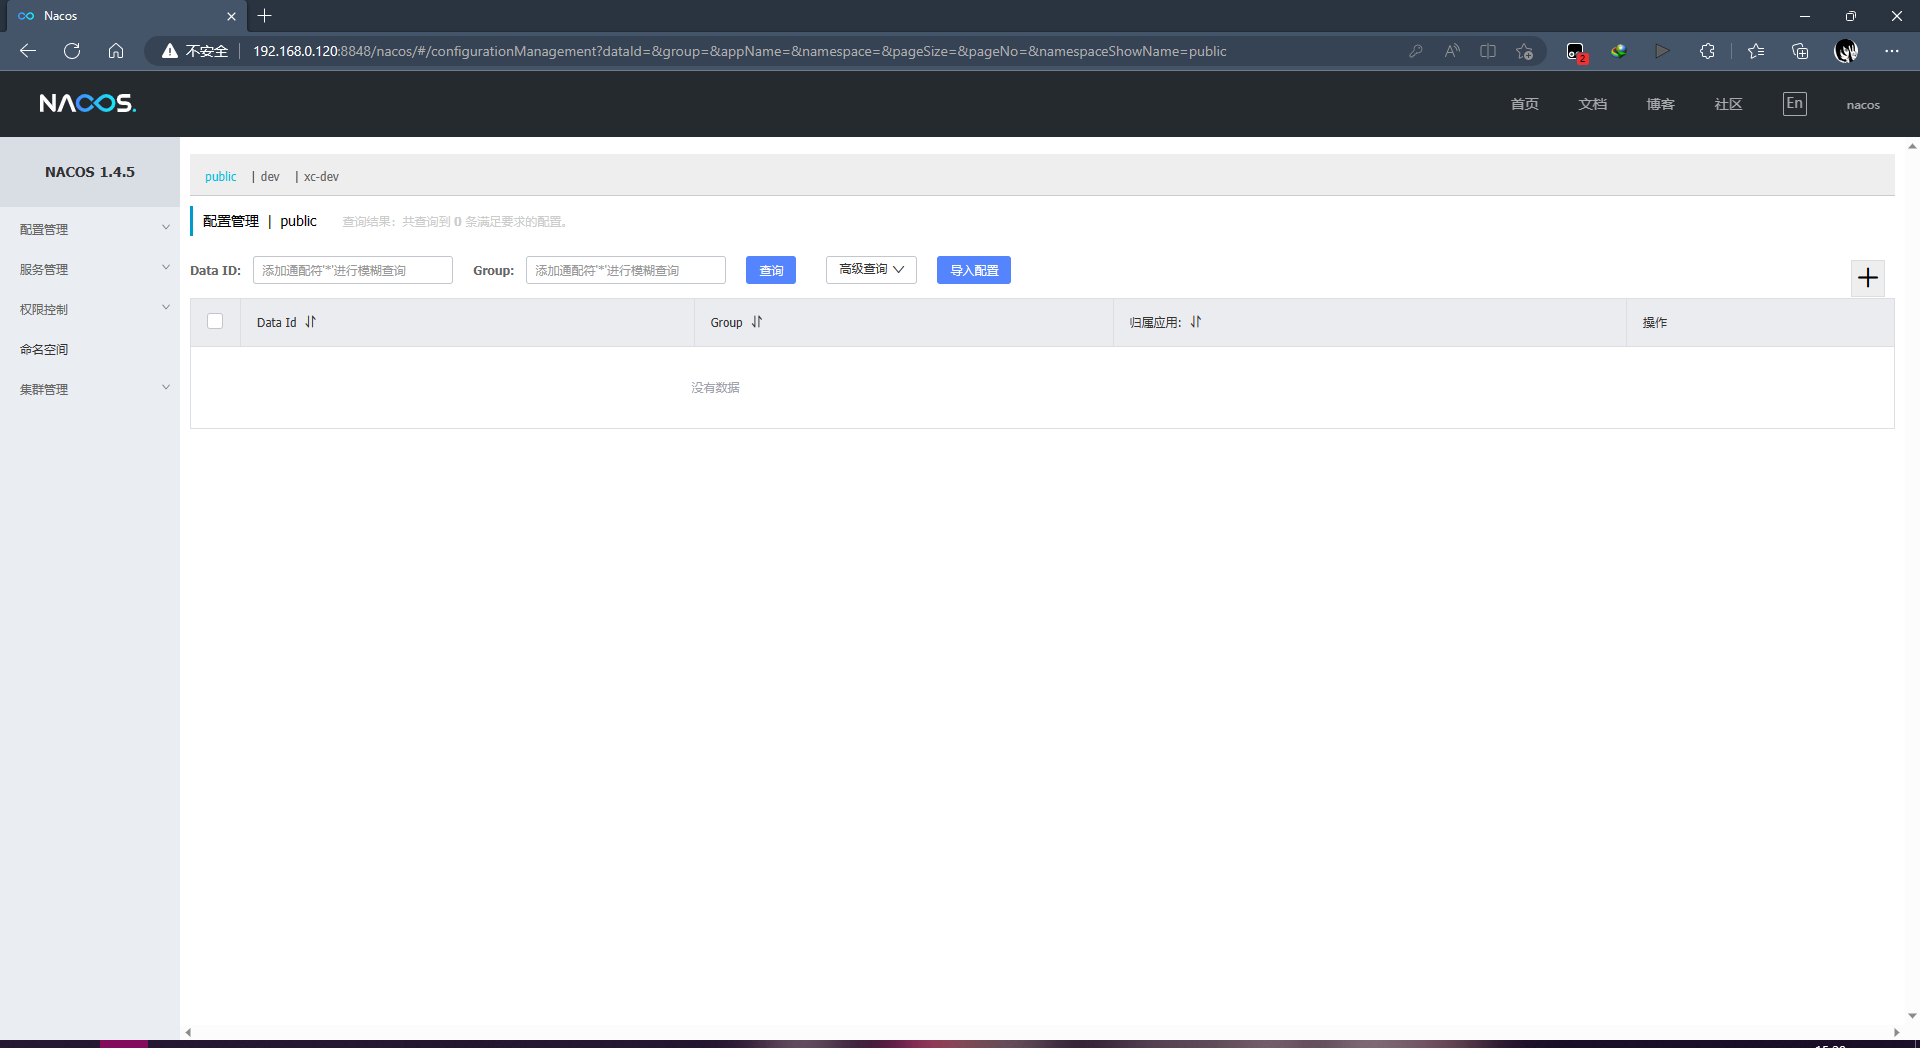 Nacos
不安全
192.168.0.120:8848/nacos/#/configurationManagement?dataId=&group=&appName=&namespace=&pageSize=&pageNo=&namespaceShowName=public
2
NACOS.
首页 文档 博客 社区 En nacos
NACOS 1.4.5
配置管理
服务管理
权限控制
命名空间
集群管理
public | dev | xc-dev
配置管理 | public 查询结果：共查询到 0 条满足要求的配置。
Data ID: 添加通配符'*'进行模糊查询 Group: 添加通配符'*'进行模糊查询 查询 高级查询 导入配置
Data Id Group 归属应用: 操作
没有数据